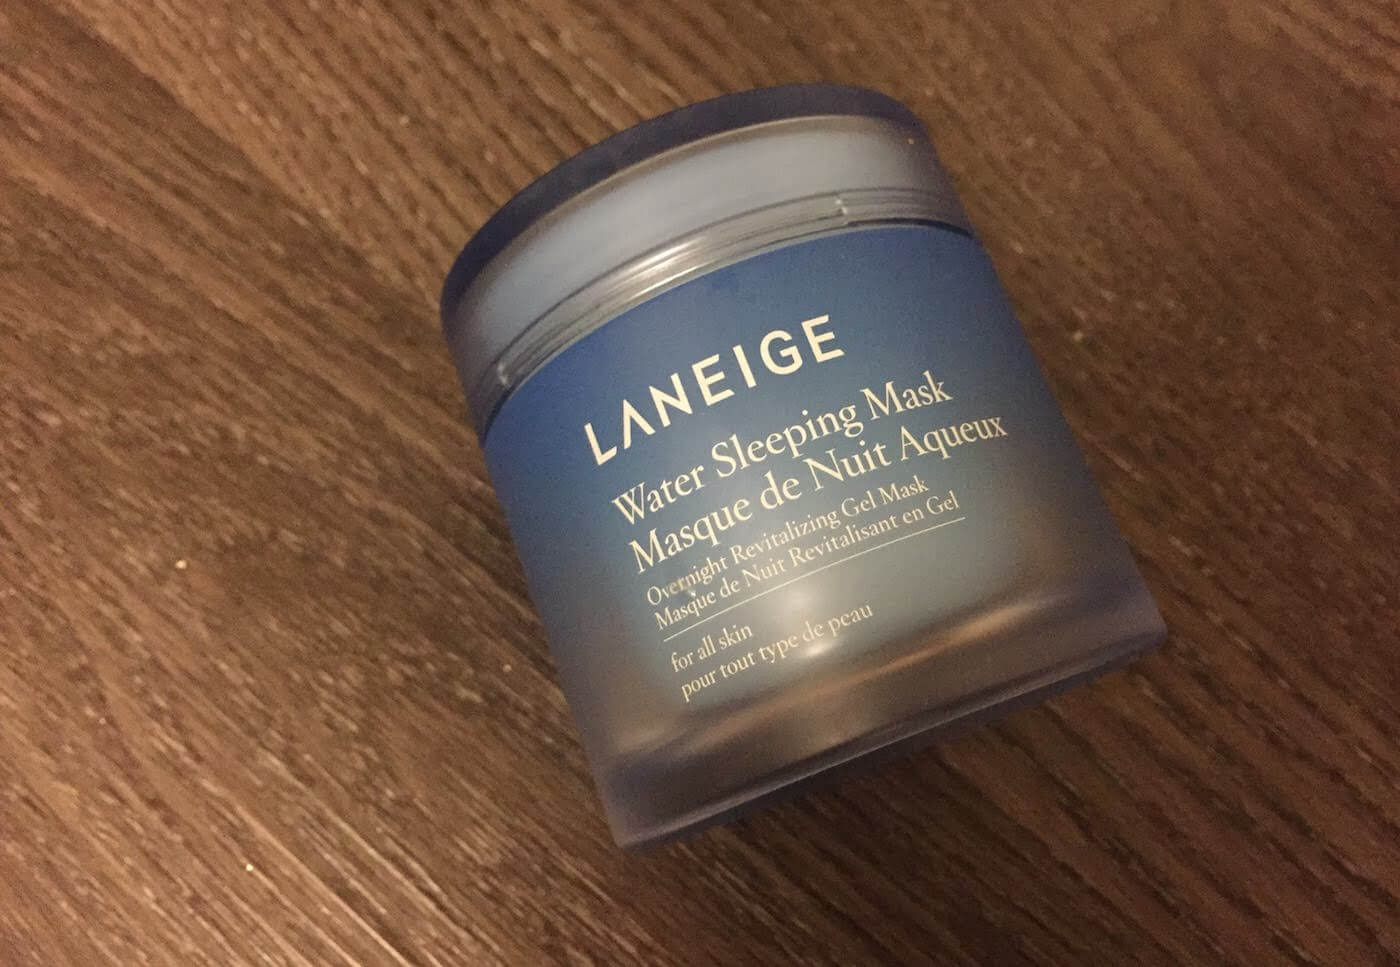 LANEIGE
Water Sleeping Mask
Masque de Nuit Aqueux
Overnight Revitalizing Gel Mask
Masque de Nuit Revitalisant en Gel
for all skin
pour tout type de peau